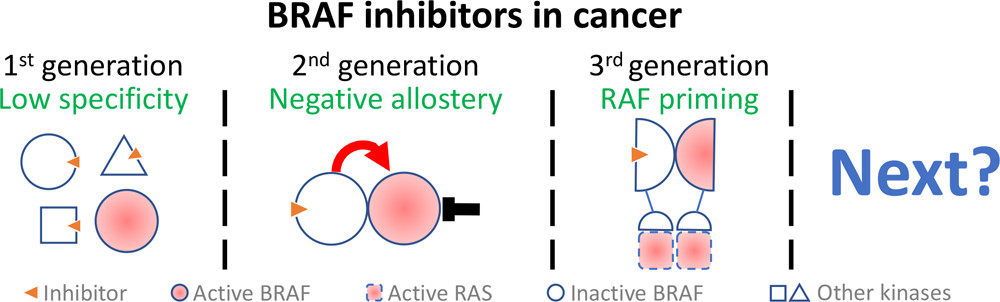 BRAF inhibitors in cancer
1st generation
Low specificity
2nd generation
Negative allostery
3rd generation
RAF priming
Next?
Inhibitor
Active BRAF
Active RAS
Inactive BRAF
Other kinases